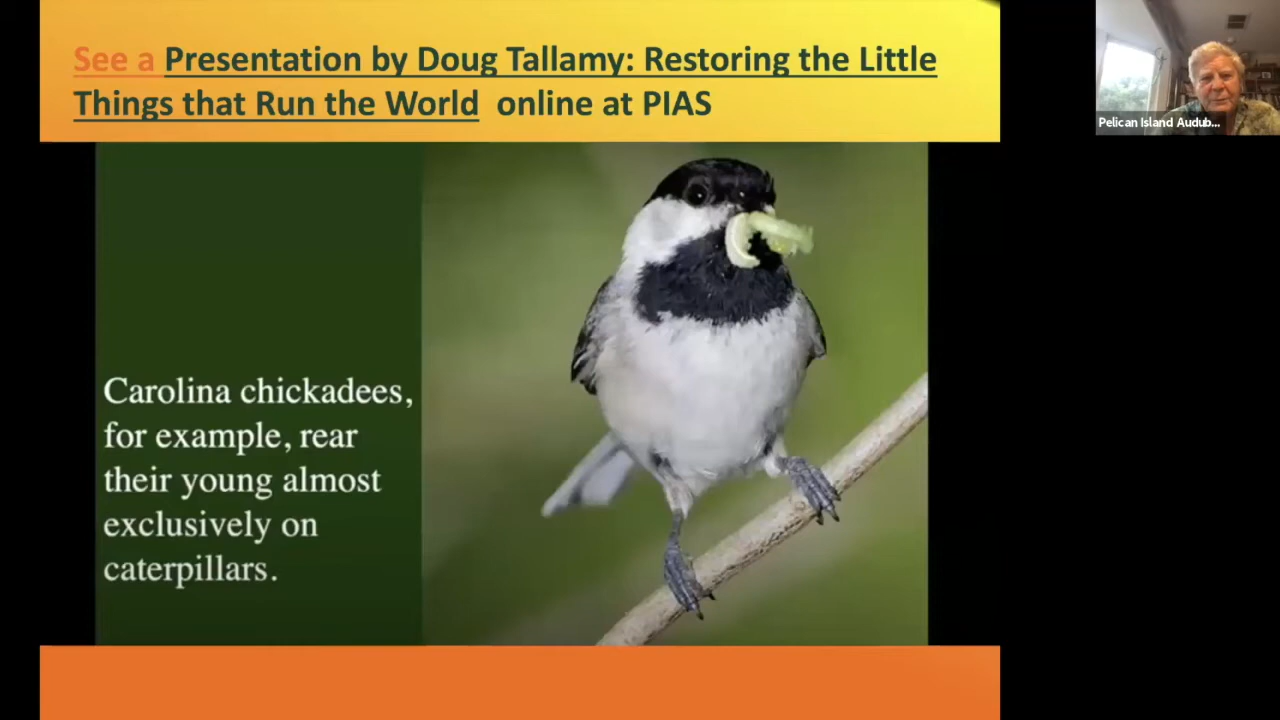 See a Presentation by Doug Tallamy: Restoring the Little
Things that Run the World online at PIAS
Pelican Island Audub...
Carolina chickadees,
for example, rear
their young almost
exclusively on
caterpillars.